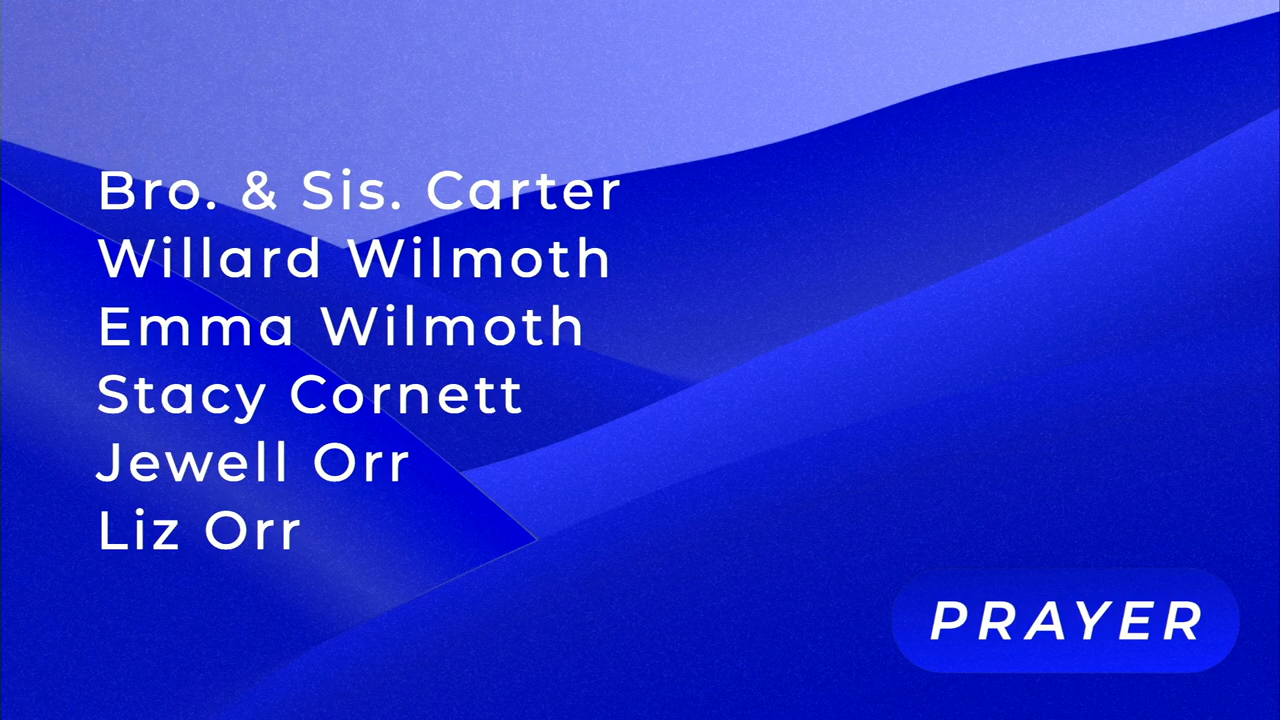 Bro. & Sis. Carter
Willard Wilmoth
Emma Wilmoth
Stacy Cornett
Jewell Orr
Liz Orr
PRAYER